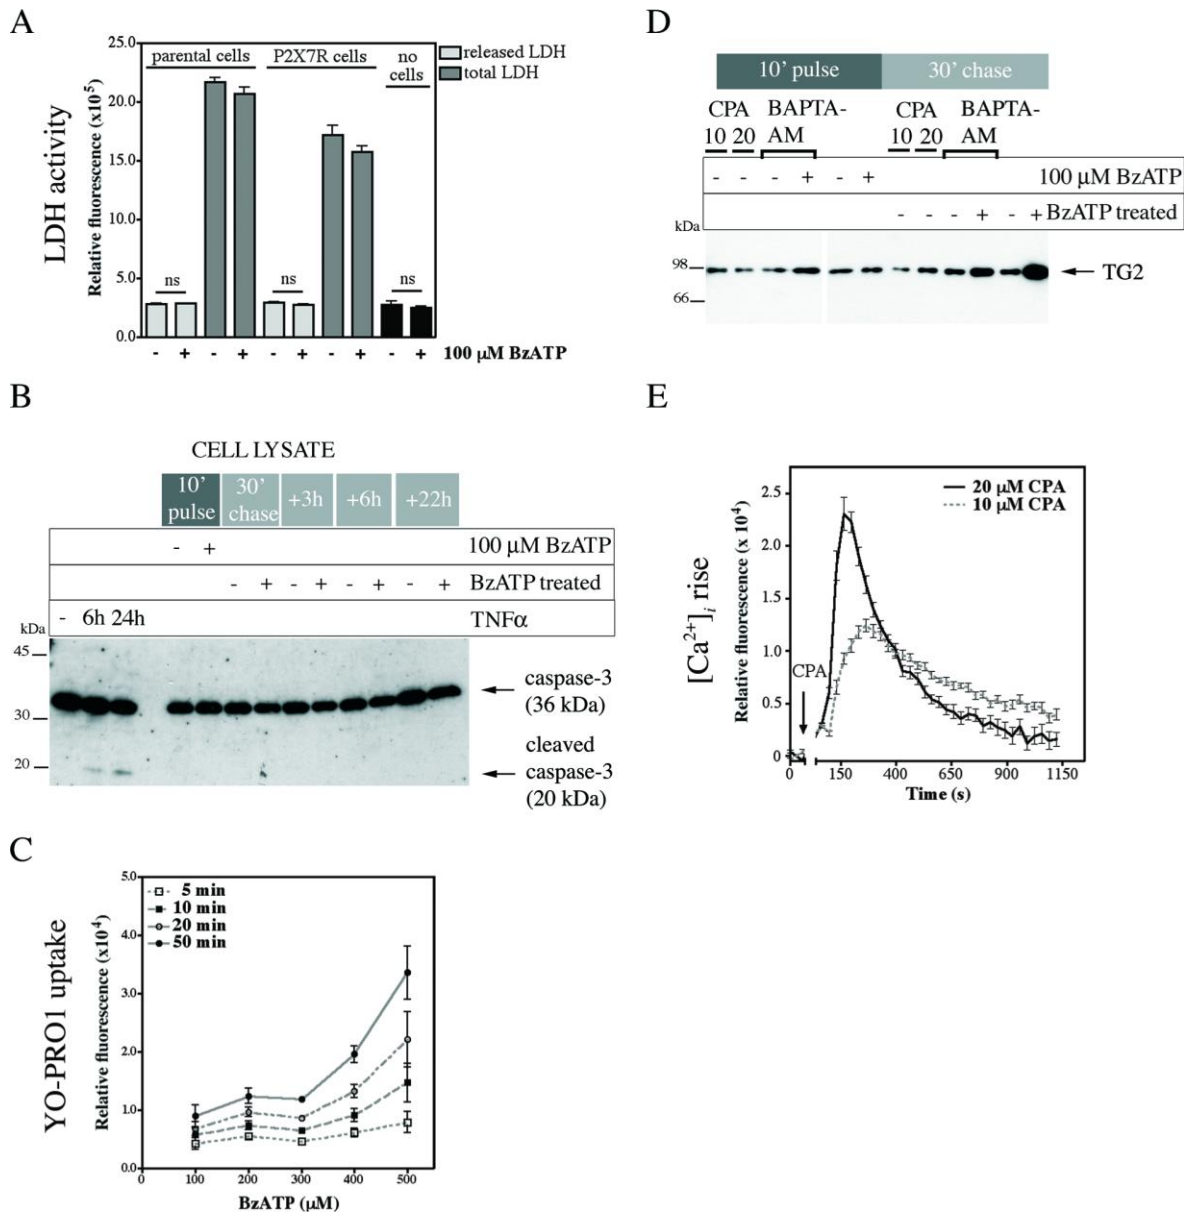 A
LDH activity
Relative fluorescence (x10⁵)
25.0
20.0
15.0
10.0
5.0
0.0
parental cells
P2X7R cells
no
cells
released LDH
total LDH
ns
ns
ns
- + - + - + - + - + 100 µM BzATP
B
CELL LYSATE
10' pulse
30' chase
+3h
+6h
+22h
- + 100 µM BzATP
- + - + - + - + BzATP treated
- 6h 24h TNFα
kDa
45
30
20
caspase-3
(36 kDa)
cleaved
caspase-3
(20 kDa)
C
YO-PRO1 uptake
Relative fluorescence (x10⁴)
5.0
4.0
3.0
2.0
1.0
0.0
5 min
10 min
20 min
50 min
0 100 200 300 400 500
BzATP (µM)
D
10' pulse 30' chase
CPA BAPTA-AM CPA BAPTA-AM
10 20 10 20
- - - + - + 100 µM BzATP
- - - + - + BzATP treated
kDa
98
66
TG2
E
[Ca²⁺]i rise
Relative fluorescence (x 10⁴)
2.5
2.0
1.5
1.0
0.5
0
20 µM CPA
10 µM CPA
CPA
0 150 400 650 900 1150
Time (s)